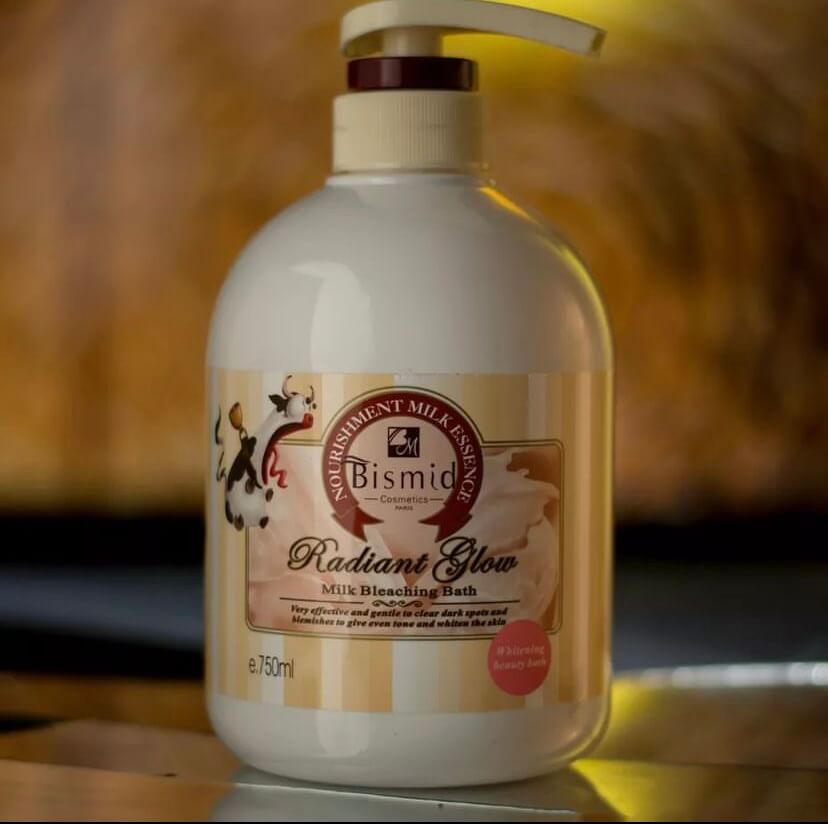 NOURISHMENT MILK ESSENCE
BM
Bismid
Cosmetics
PARIS
Radiant Glow
Milk Bleaching Bath
Very effective and gentle to clear dark spots and
blemishes to give even tone and whiten the skin
Whitening
beauty bath
e.750ml